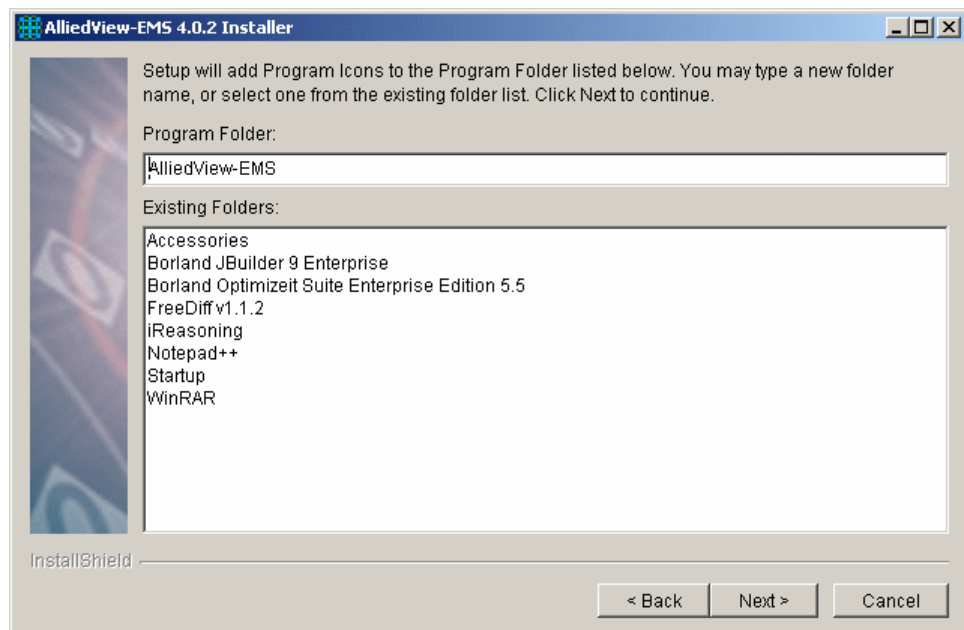 AlliedView-EMS 4.0.2 Installer
Setup will add Program Icons to the Program Folder listed below. You may type a new folder
name, or select one from the existing folder list. Click Next to continue.
Program Folder:
AlliedView-EMS
Existing Folders:
Accessories
Borland JBuilder 9 Enterprise
Borland Optimizeit Suite Enterprise Edition 5.5
FreeDiff v1.1.2
iReasoning
Notepad++
Startup
WinRAR
InstallShield
< Back Next > Cancel